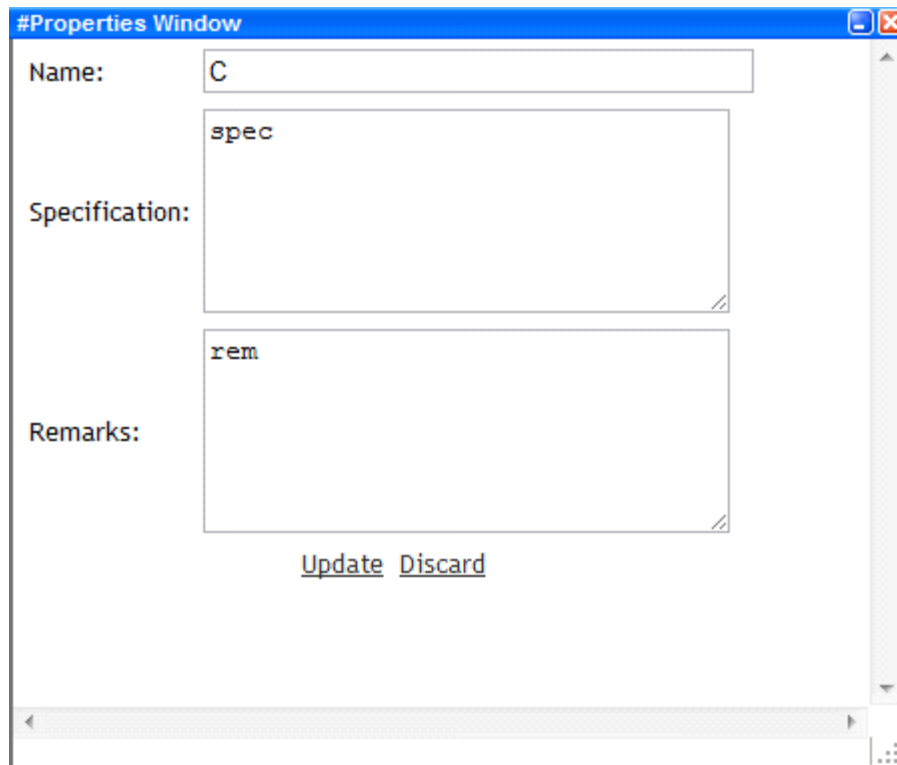 #Properties Window
Name: C
spec
Specification:
rem
Remarks:
Update Discard